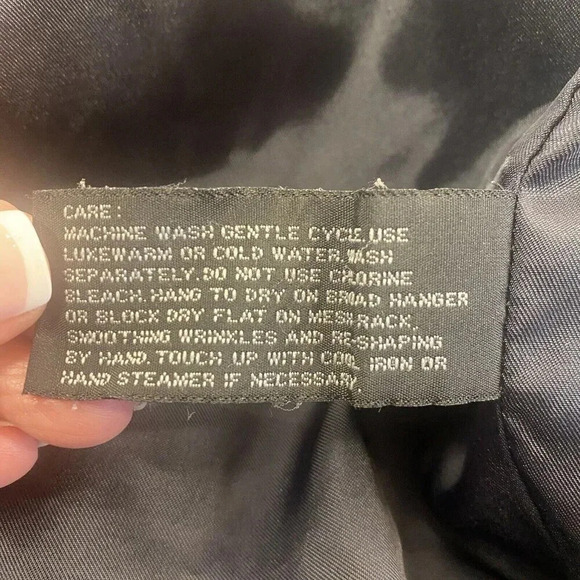 CARE:
MACHINE WASH GENTLE CYCLE.USE
LUKEWARM OR COLD WATER.WASH
SEPARATELY.DO NOT USE CHLORINE
BLEACH.HANG TO DRY ON BROAD HANGER
OR BLOCK DRY FLAT ON MESH RACK,
SMOOTHING WRINKLES AND RE-SHAPING
BY HAND.TOUCH UP WITH COOL IRON OR
HAND STEAMER IF NECESSARY